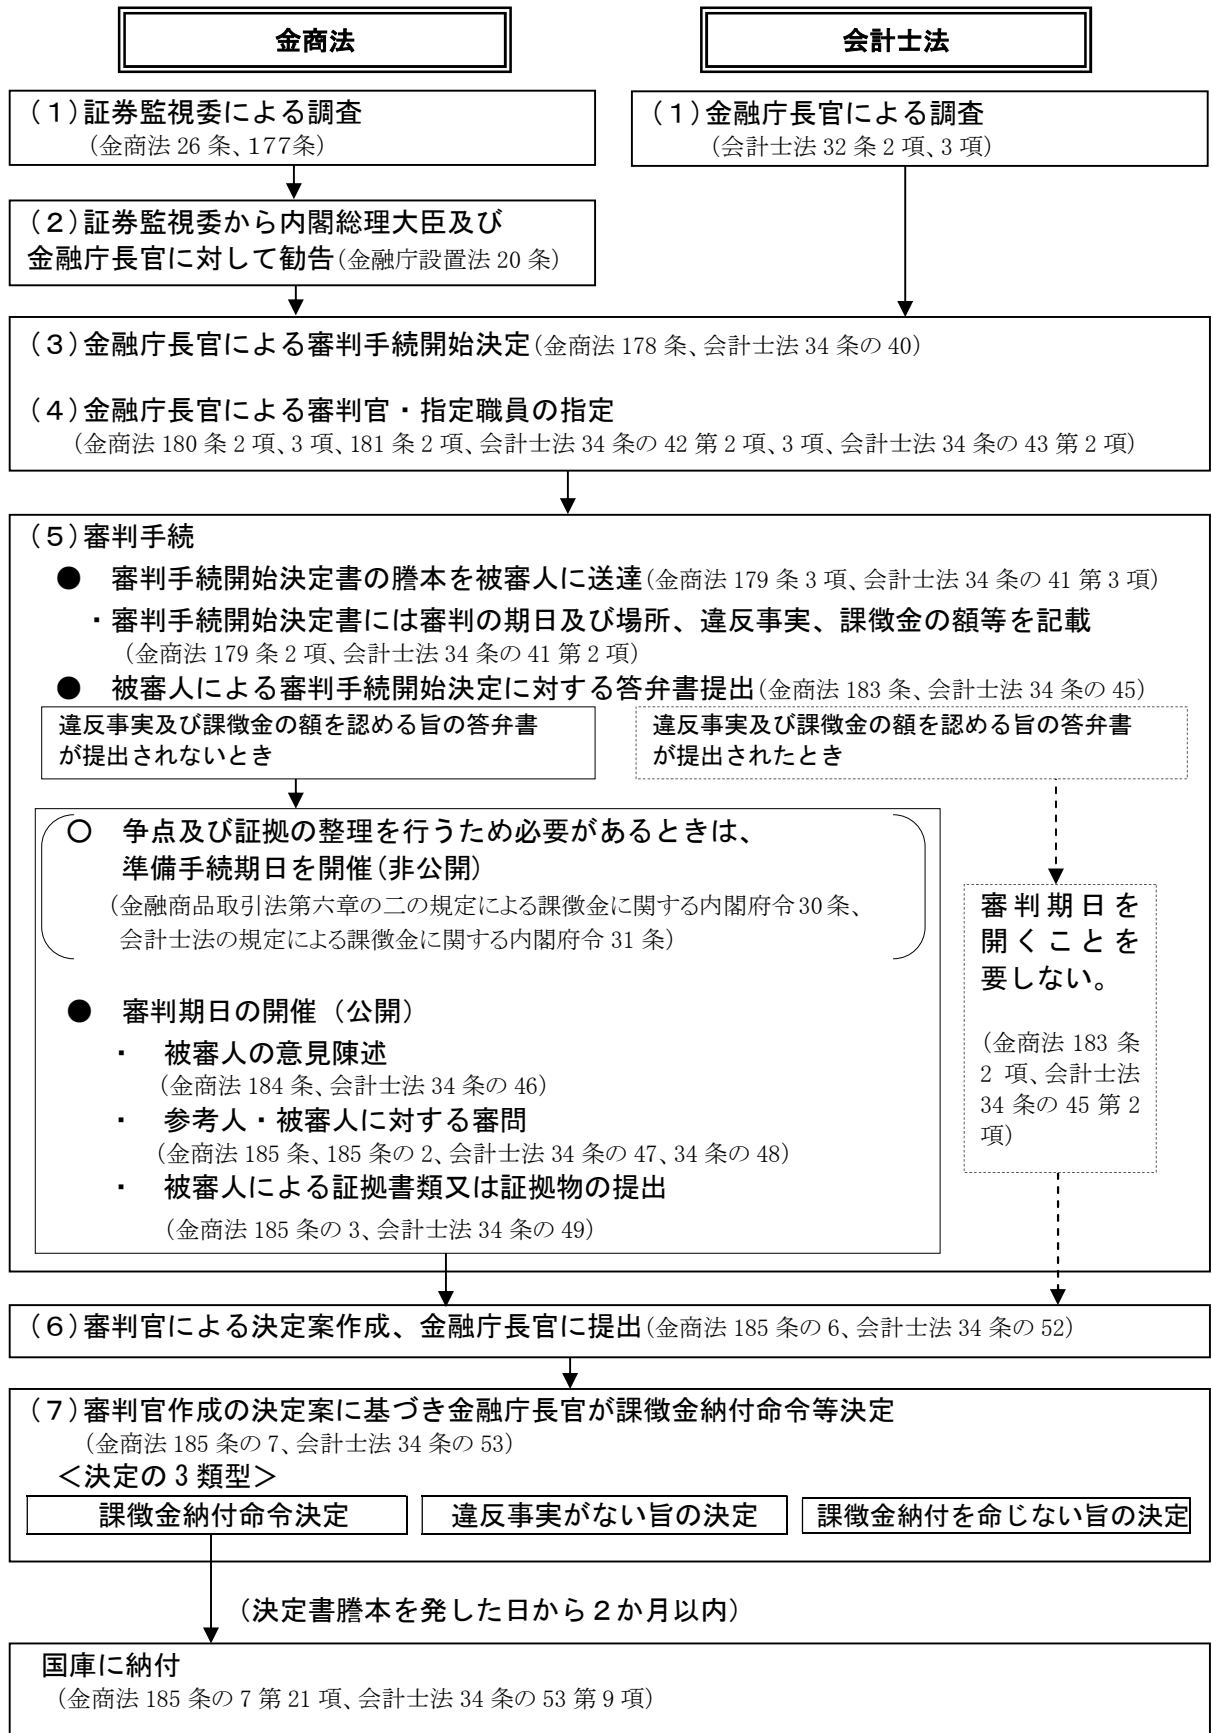 金商法
会計士法
(１)証券監視委による調査
(金商法 26 条、１７７条)
(１)金融庁長官による調査
(会計士法 32 条 2 項、3 項)
(２)証券監視委から内閣総理大臣及び
金融庁長官に対して勧告(金融庁設置法 20 条)
(３)金融庁長官による審判手続開始決定(金商法 178 条、会計士法 34 条の 40)
(４)金融庁長官による審判官・指定職員の指定
(金商法 180 条 2 項、3 項、181 条 2 項、会計士法 34 条の 42 第 2 項、3 項、会計士法 34 条の 43 第 2 項)
(５)審判手続
● 審判手続開始決定書の謄本を被審人に送達(金商法 179 条 3 項、会計士法 34 条の 41 第 3 項)
・審判手続開始決定書には審判の期日及び場所、違反事実、課徴金の額等を記載
(金商法 179 条 2 項、会計士法 34 条の 41 第 2 項)
● 被審人による審判手続開始決定に対する答弁書提出(金商法 183 条、会計士法 34 条の 45)
違反事実及び課徴金の額を認める旨の答弁書
が提出されないとき
違反事実及び課徴金の額を認める旨の答弁書
が提出されたとき
○ 争点及び証拠の整理を行うため必要があるときは、
準備手続期日を開催(非公開)
(金融商品取引法第六章の二の規定による課徴金に関する内閣府令 30 条、
会計士法の規定による課徴金に関する内閣府令 31 条)
● 審判期日の開催（公開）
・ 被審人の意見陳述
(金商法 184 条、会計士法 34 条の 46)
・ 参考人・被審人に対する審問
(金商法 185 条、185 条の 2、会計士法 34 条の 47、34 条の 48)
・ 被審人による証拠書類又は証拠物の提出
(金商法 185 条の 3、会計士法 34 条の 49)
審判期日を
開くことを
要しない。
(金商法 183 条
2 項、会計士法
34 条の 45 第 2
項)
(６)審判官による決定案作成、金融庁長官に提出(金商法 185 条の 6、会計士法 34 条の 52)
(７)審判官作成の決定案に基づき金融庁長官が課徴金納付命令等決定
(金商法 185 条の 7、会計士法 34 条の 53)
＜決定の３類型＞
課徴金納付命令決定
違反事実がない旨の決定
課徴金納付を命じない旨の決定
(決定書謄本を発した日から２か月以内)
国庫に納付
(金商法 185 条の 7 第 21 項、会計士法 34 条の 53 第 9 項)